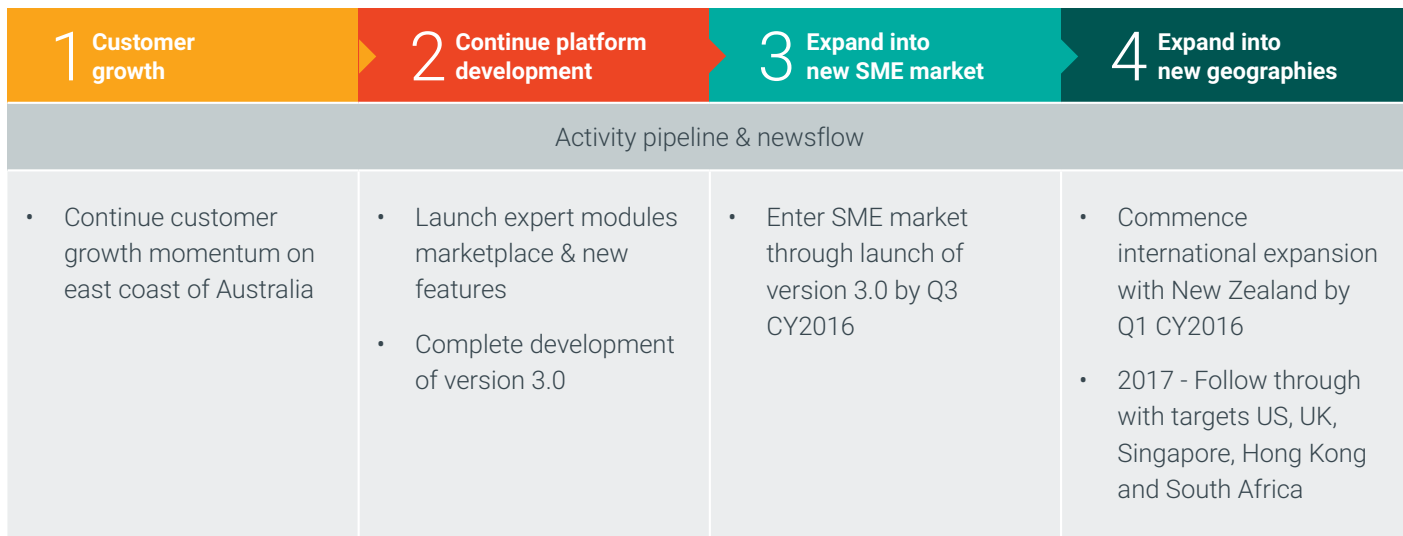 1 Customer
growth
2 Continue platform
development
3 Expand into
new SME market
4 Expand into
new geographies
Activity pipeline & newsflow
• Continue customer
growth momentum on
east coast of Australia
• Launch expert modules
marketplace & new
features
• Complete development
of version 3.0
• Enter SME market
through launch of
version 3.0 by Q3
CY2016
• Commence
international expansion
with New Zealand by
Q1 CY2016
• 2017 - Follow through
with targets US, UK,
Singapore, Hong Kong
and South Africa